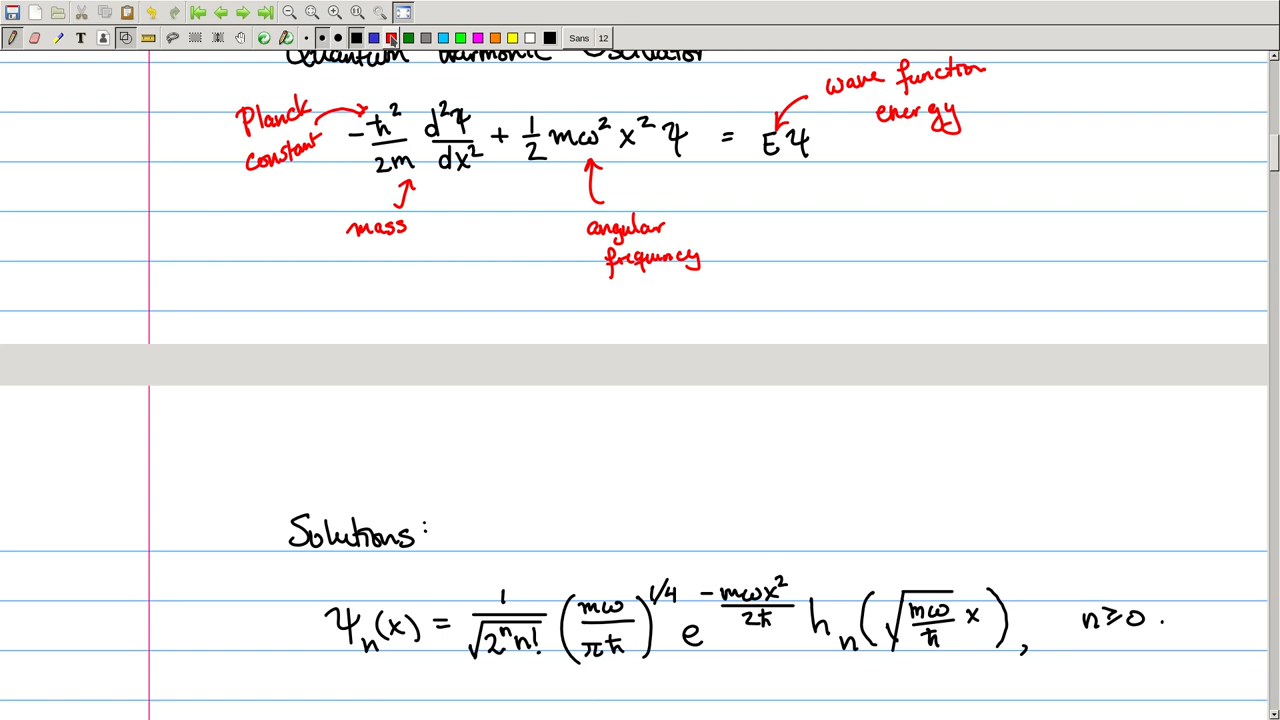 Sans 12
Quantum Harmonic Oscillator
Planck constant
wave function
energy
-ħ²/2m d²Ψ/dx² + 1/2 mω² x² Ψ = EΨ
mass
angular
frequency
Solutions:
Ψₙ(x) = 1/√(2ⁿn!) (mω/πħ)^1/4 e^(-mωx²/2ħ) hₙ(√(mω/ħ) x), n≥0.